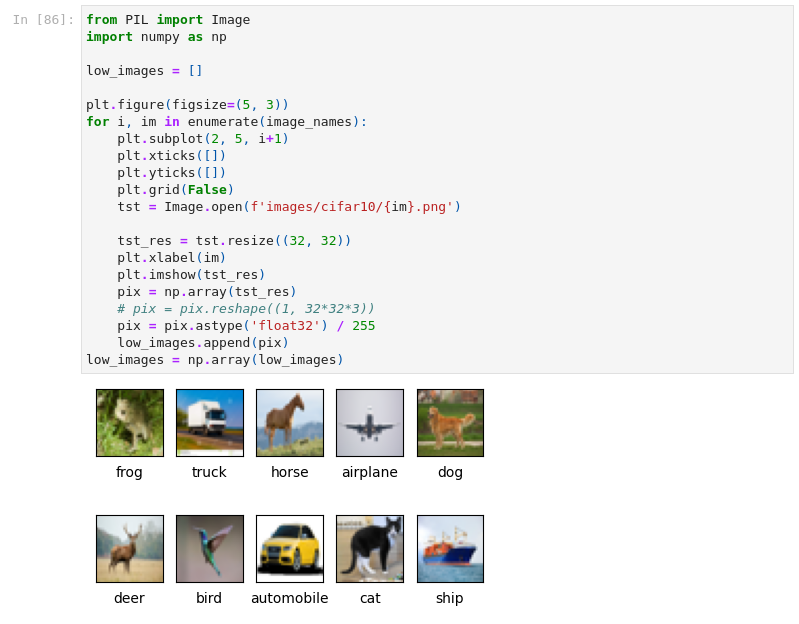 In [86]:
from PIL import Image
import numpy as np
low_images = []
plt.figure(figsize=(5, 3))
for i, im in enumerate(image_names):
    plt.subplot(2, 5, i+1)
    plt.xticks([])
    plt.yticks([])
    plt.grid(False)
    tst = Image.open(f'images/cifar10/{im}.png')
    tst_res = tst.resize((32, 32))
    plt.xlabel(im)
    plt.imshow(tst_res)
    pix = np.array(tst_res)
    # pix = pix.reshape((1, 32*32*3))
    pix = pix.astype('float32') / 255
    low_images.append(pix)
low_images = np.array(low_images)
frog truck horse airplane dog
deer bird automobile cat ship